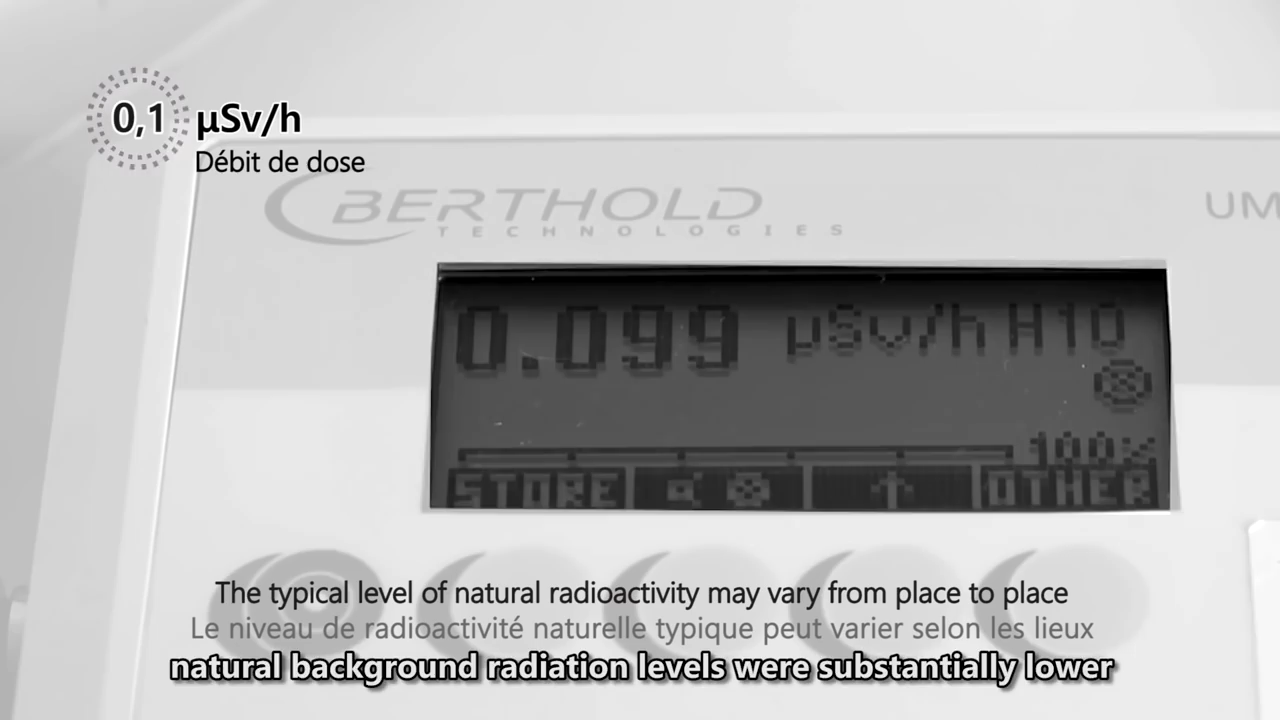 0,1 µSv/h
Débit de dose
BERTHOLD
TECHNOLOGIES
UM
0.099 µSv/h H10
100%
STORE
OTHER
The typical level of natural radioactivity may vary from place to place
Le niveau de radioactivité naturelle typique peut varier selon les lieux
natural background radiation levels were substantially lower